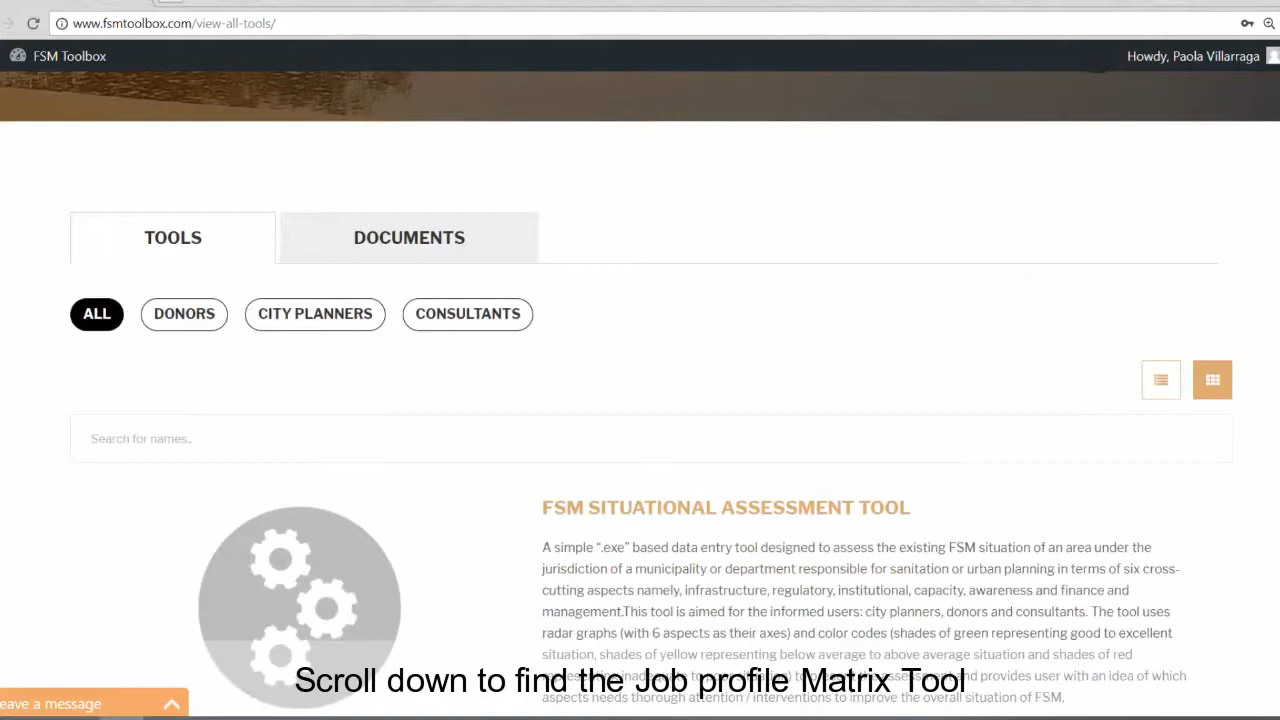 www.fsmtoolbox.com/view-all-tools/
FSM Toolbox
Howdy, Paola Villarraga
TOOLS
DOCUMENTS
ALL
DONORS
CITY PLANNERS
CONSULTANTS
Search for names..
FSM SITUATIONAL ASSESSMENT TOOL
A simple “.exe” based data entry tool designed to assess the existing FSM situation of an area under the
jurisdiction of a municipality or department responsible for sanitation or urban planning in terms of six cross-
cutting aspects namely, infrastructure, regulatory, institutional, capacity, awareness and finance and
management.This tool is aimed for the informed users: city planners, donors and consultants. The tool uses
radar graphs (with 6 aspects as their axes) and color codes (shades of green representing good to excellent
situation, shades of yellow representing below average to above average situation and shades of red
and provides user with an idea of which
aspects needs thorough attention / interventions to improve the overall situation of FSM.
Scroll down to find the Job profile Matrix Tool
eave a message